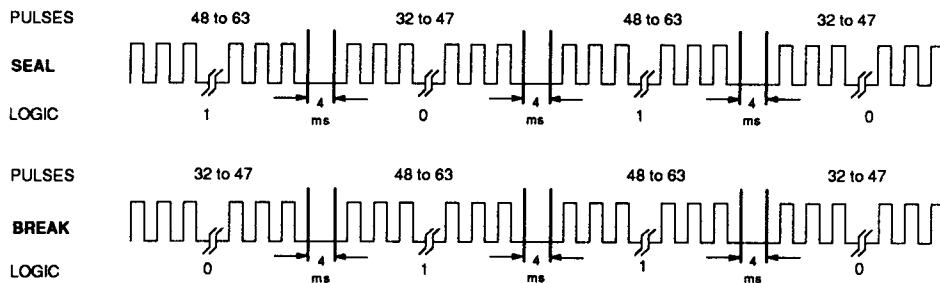 PULSES 48 to 63 32 to 47 48 to 63 32 to 47
SEAL
4 4 4
LOGIC 1 ms 0 ms 1 ms 0
PULSES 32 to 47 48 to 63 48 to 63 32 to 47
BREAK
4 4 4
LOGIC 0 ms 1 ms 1 ms 0